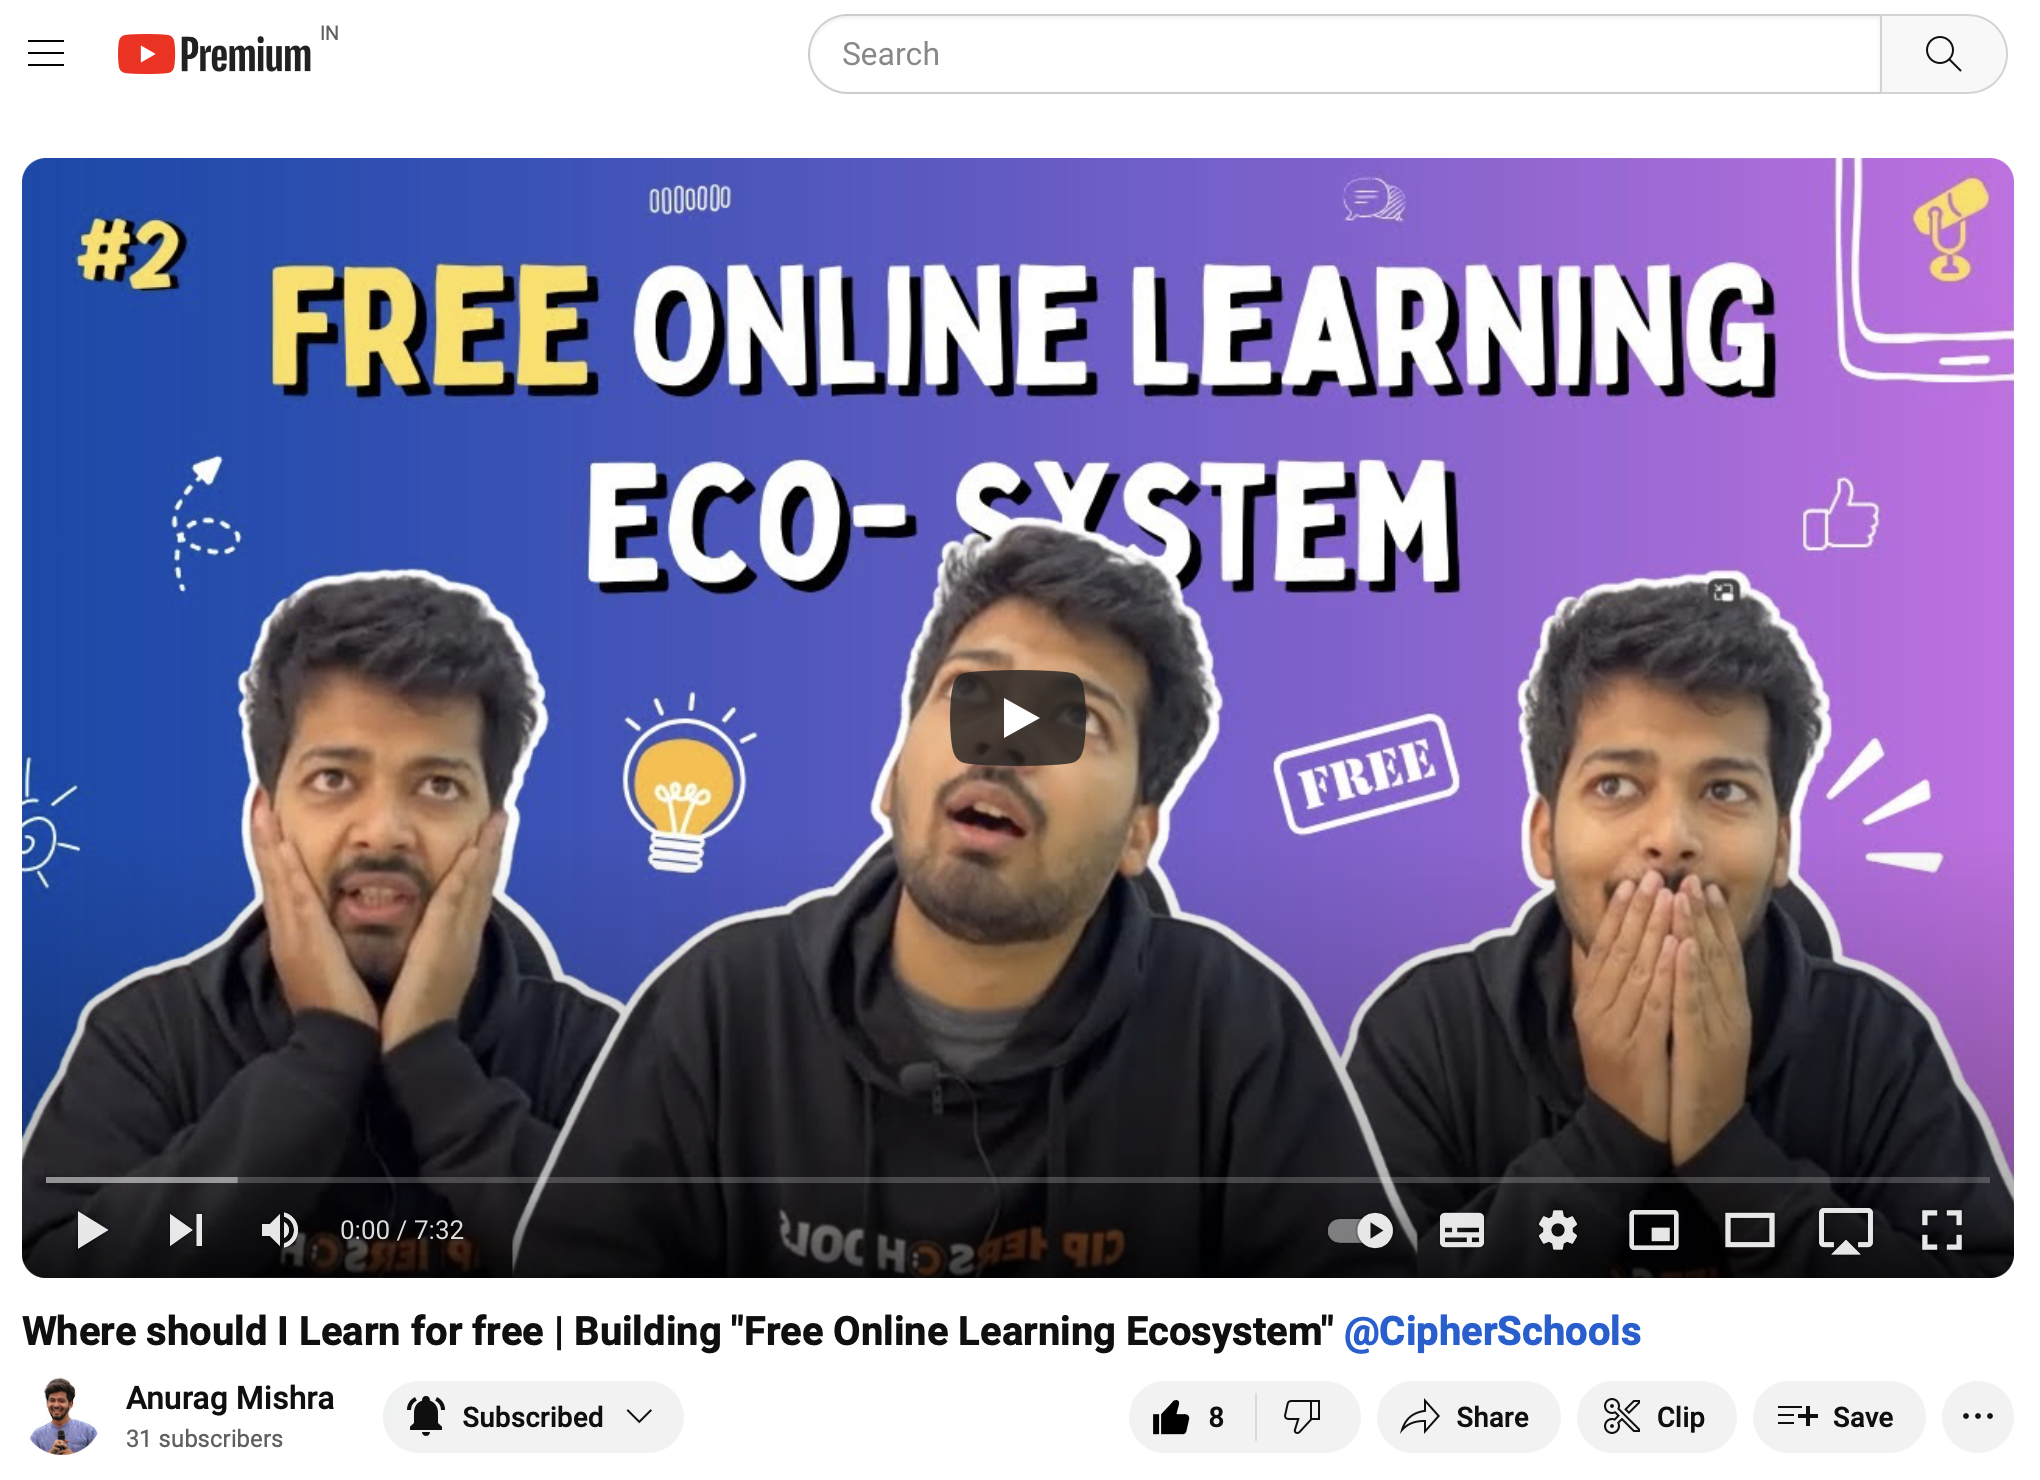 Premium IN
Search
#2
FREE ONLINE LEARNING
ECO- SYSTEM
FREE
CIPHERSCHOOLS
0:00 / 7:32
Where should I Learn for free | Building "Free Online Learning Ecosystem" @CipherSchools
Anurag Mishra
31 subscribers
Subscribed
8
Share
Clip
Save